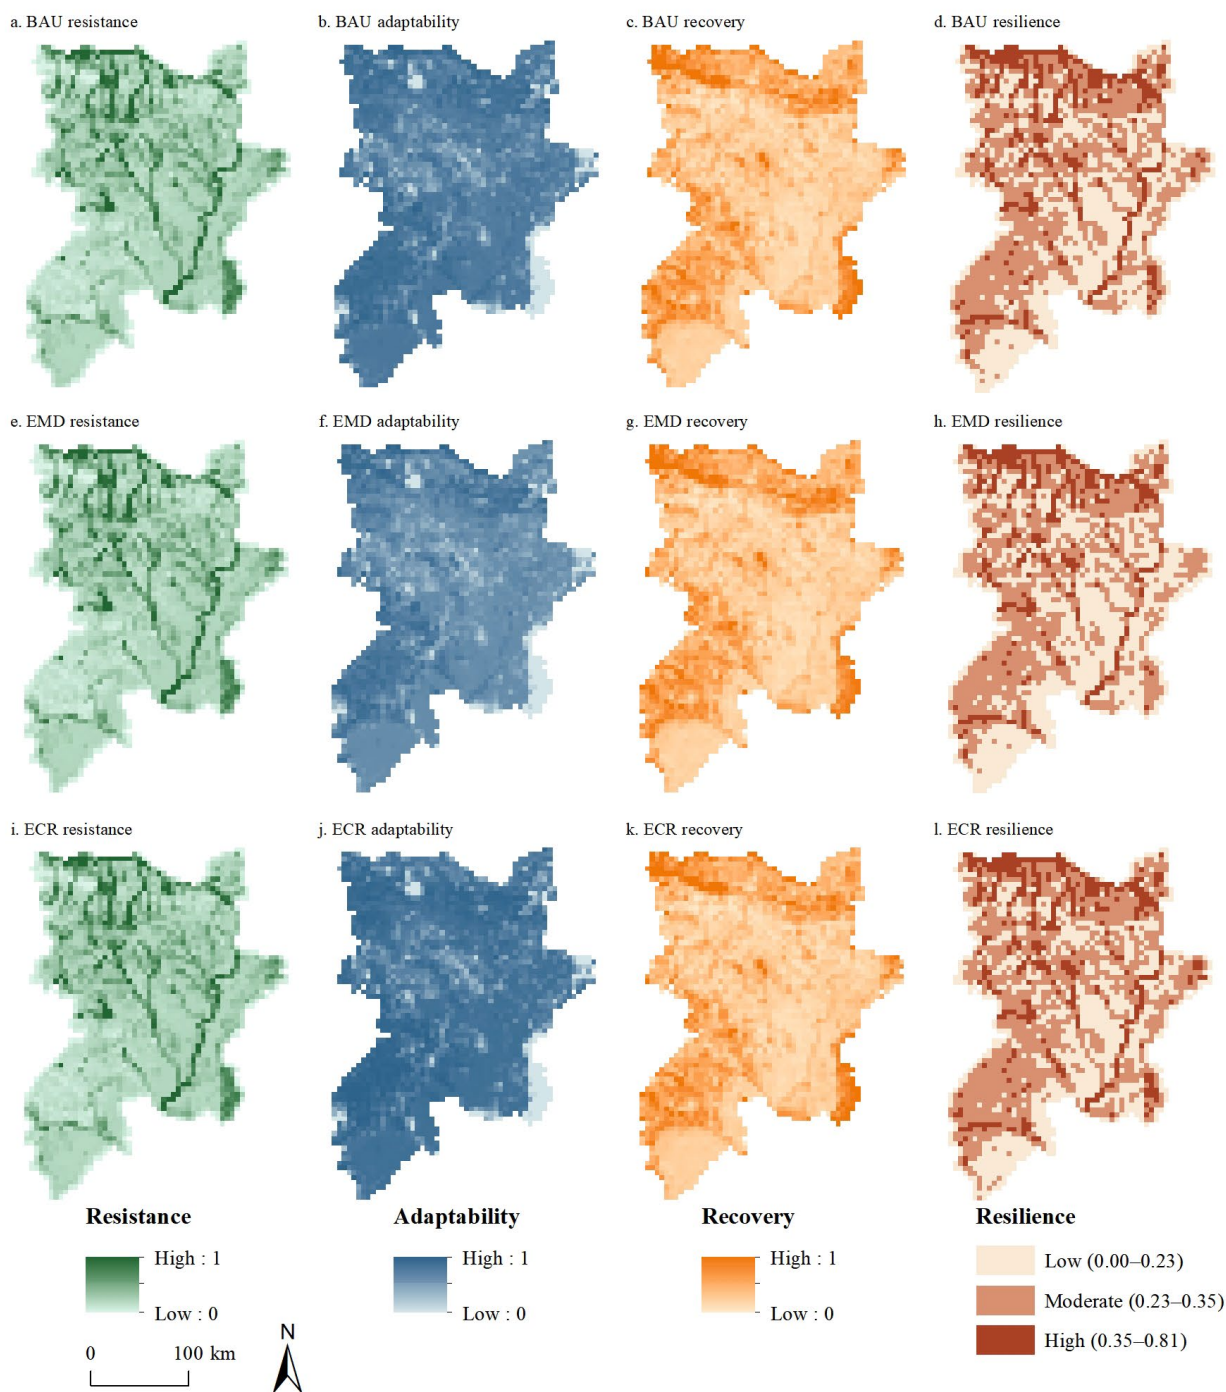 a. BAU resistance
b. BAU adaptability
c. BAU recovery
d. BAU resilience
e. EMD resistance
f. EMD adaptability
g. EMD recovery
h. EMD resilience
i. ECR resistance
j. ECR adaptability
k. ECR recovery
l. ECR resilience
Resistance
High : 1
Low : 0
Adaptability
High : 1
Low : 0
Recovery
High : 1
Low : 0
Resilience
Low (0.00–0.23)
Moderate (0.23–0.35)
High (0.35–0.81)
0 100 km
N